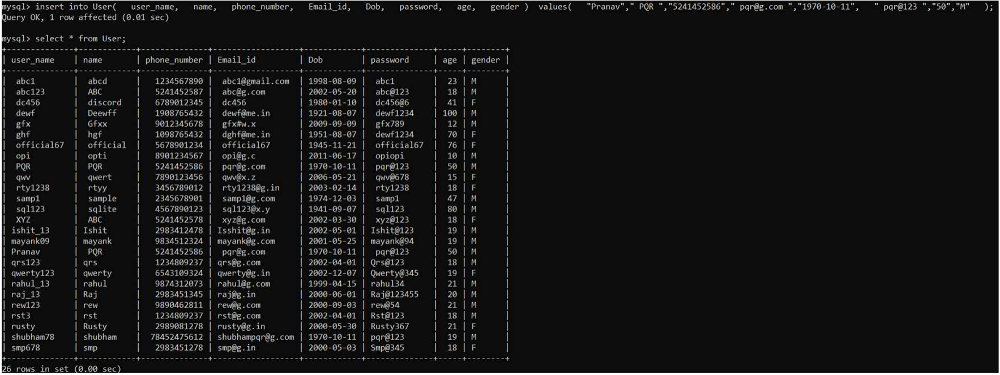 mysql> insert into User(   user_name,   name,   phone_number,   Email_id,   Dob,   password,   age,   gender )  values(   "Pranav"," PQR ","5241452586"," pqr@g.com ","1970-10-11",   " pqr@123 ","50","M"   );
Query OK, 1 row affected (0.01 sec)
mysql> select * from User;
+--------------+------------+--------------+------------------+------------+--------------+-----+--------+
| user_name    | name       | phone_number | Email_id         | Dob        | password     | age | gender |
+--------------+------------+--------------+------------------+------------+--------------+-----+--------+
|  abc1        |  abcd      |   1234567890 |  abc1@gmail.com  | 1998-08-09 |  abc1        |  23 | M      |
|  abc123      |  ABC       |   5241452587 |  abc@g.com       | 2002-05-20 |  abc@123     |  18 | M      |
|  dc456       |  discord   |   6789012345 |  dc456           | 1980-01-10 |  dc456@6     |  41 | F      |
|  dewf        |  Deewff    |   1908765432 |  dewf@me.in      | 1921-08-07 |  dewf1234    | 100 | M      |
|  gfx         |  Gfxx      |   9012345678 |  gfx#w.x         | 2009-09-09 |  gfx789      |  12 | M      |
|  ghf         |  hgf       |   1098765432 |  dghf@me.in      | 1951-08-07 |  dewf1234    |  70 | F      |
|  official67  |  official  |   5678901234 |  official67      | 1945-11-21 |  official67  |  76 | F      |
|  opi         |  opti      |   8901234567 |  opi@g.c         | 2011-06-17 |  opiopi      |  10 | M      |
|  PQR         |  PQR       |   5241452586 |  pqr@g.com       | 1970-10-11 |  pqr@123     |  50 | M      |
|  qwv         |  qwert     |   7890123456 |  qwv@x.z         | 2006-05-21 |  qwv@678     |  15 | F      |
|  rty1238     |  rtyy      |   3456789012 |  rty1238@g.in    | 2003-02-14 |  rty1238     |  18 | F      |
|  samp1       |  sample    |   2345678901 |  samp1@g.com     | 1974-12-03 |  samp1       |  47 | M      |
|  sql123      |  sqlite    |   4567890123 |  sql123@x.y      | 1941-09-07 |  sql123      |  80 | M      |
|  XYZ         |  ABC       |   5241452578 |  xyz@g.com       | 2002-03-30 |  xyz@123     |  18 | F      |
| ishit_13     | Ishit      |   2983412478 | Isshit@g.in      | 2002-05-01 | Ishit@123    |  19 | M      |
| mayank09     | mayank     |   9834512324 | mayank@g.com     | 2001-05-25 | mayank@94    |  19 | M      |
| Pranav       |  PQR       |   5241452586 |  pqr@g.com       | 1970-10-11 |  pqr@123     |  50 | M      |
| qrs123       | qrs        |   1234809237 | qrs@g.com        | 2002-04-01 | Qrs@123      |  18 | M      |
| qwerty123    | qwerty     |   6543109324 | qwerty@g.in      | 2002-12-07 | Qwerty@345   |  19 | F      |
| rahul_13     | rahul      |   9874312073 | rahul@g.com      | 1999-04-15 | rahul34      |  21 | M      |
| raj_13       | Raj        |   2983451345 | raj@g.in         | 2000-06-01 | Raj@123455   |  20 | M      |
| rew123       | rew        |   9890462811 | rew@g.com        | 2000-09-03 | rew@54       |  21 | M      |
| rst3         | rst        |   1234809237 | rst@g.com        | 2002-04-01 | Rst@123      |  18 | M      |
| rusty        | Rusty      |   2989081278 | rusty@g.in       | 2000-05-30 | Rusty367     |  21 | F      |
| shubham78    | shubham    |  78452475612 | shubhampqr@g.com | 1970-10-11 | pqr@123      |  19 | M      |
| smp678       | smp        |   2983451278 | smp@g.in         | 2000-05-03 | Smp@345      |  18 | F      |
+--------------+------------+--------------+------------------+------------+--------------+-----+--------+
26 rows in set (0.00 sec)